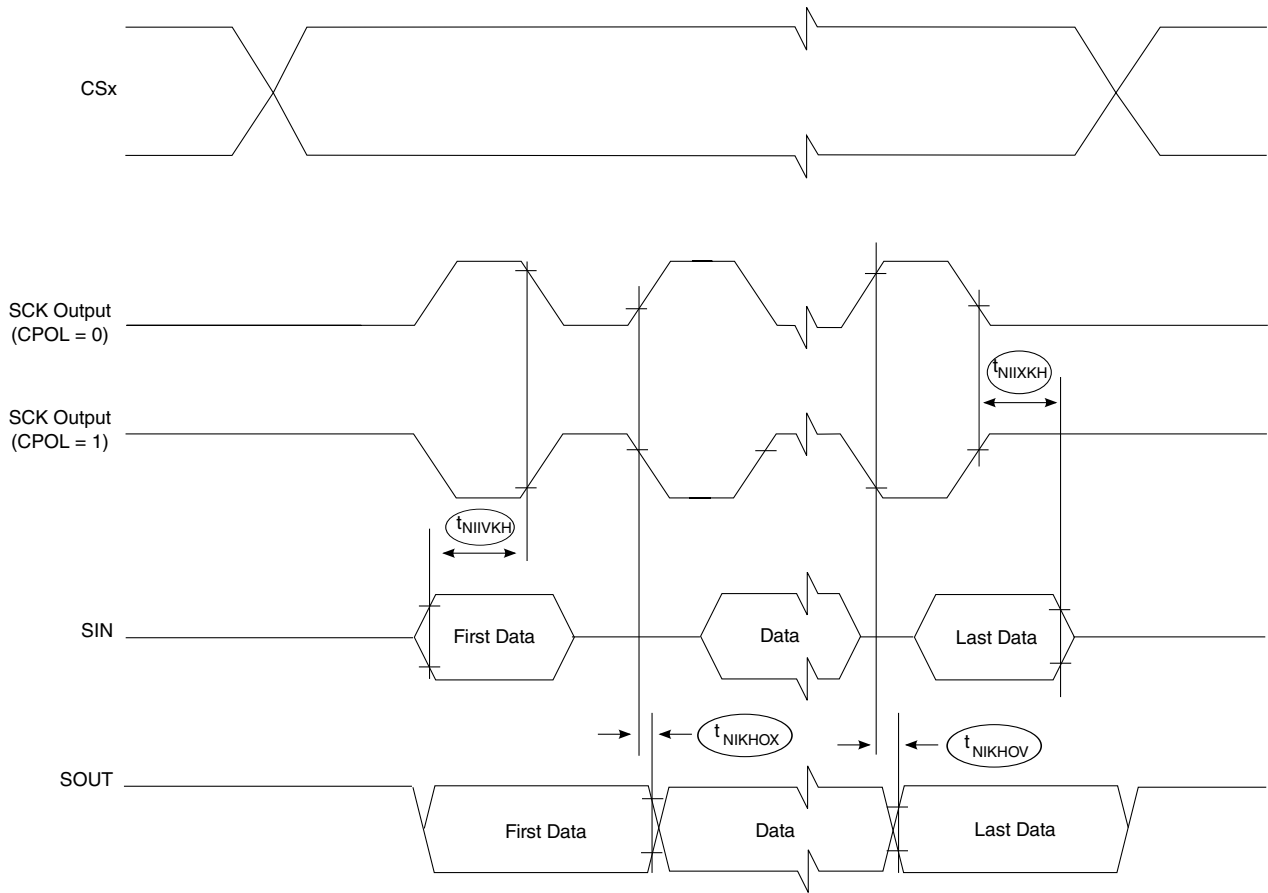 CSx
SCK Output
(CPOL = 0)
tNIIXKH
SCK Output
(CPOL = 1)
tNIIVKH
SIN
First Data
Data
Last Data
tNIKHOX
tNIKHOV
SOUT
First Data
Data
Last Data